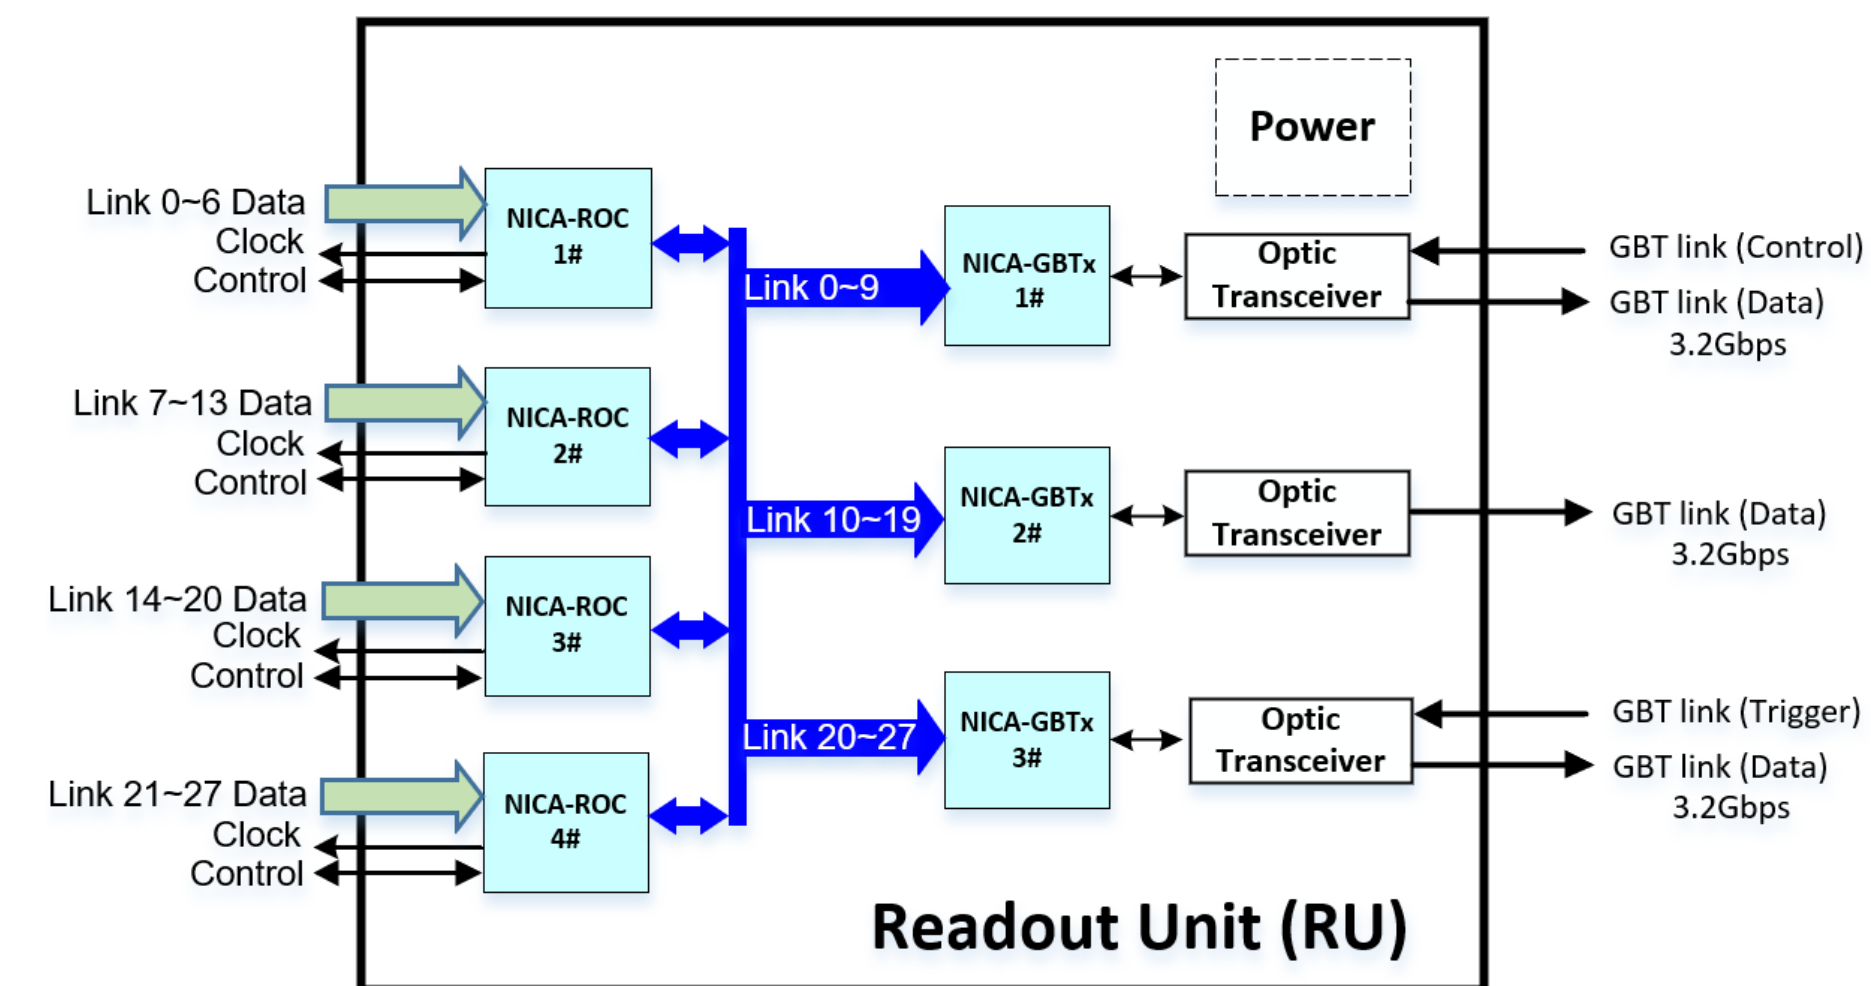 Power
Link 0~6 Data
Clock
Control
NICA-ROC
1#
Link 0~9
NICA-GBTx
1#
Optic
Transceiver
GBT link (Control)
GBT link (Data)
3.2Gbps
Link 7~13 Data
Clock
Control
NICA-ROC
2#
Link 10~19
NICA-GBTx
2#
Optic
Transceiver
GBT link (Data)
3.2Gbps
Link 14~20 Data
Clock
Control
NICA-ROC
3#
Link 20~27
NICA-GBTx
3#
Optic
Transceiver
GBT link (Trigger)
GBT link (Data)
3.2Gbps
Link 21~27 Data
Clock
Control
NICA-ROC
4#
Readout Unit (RU)